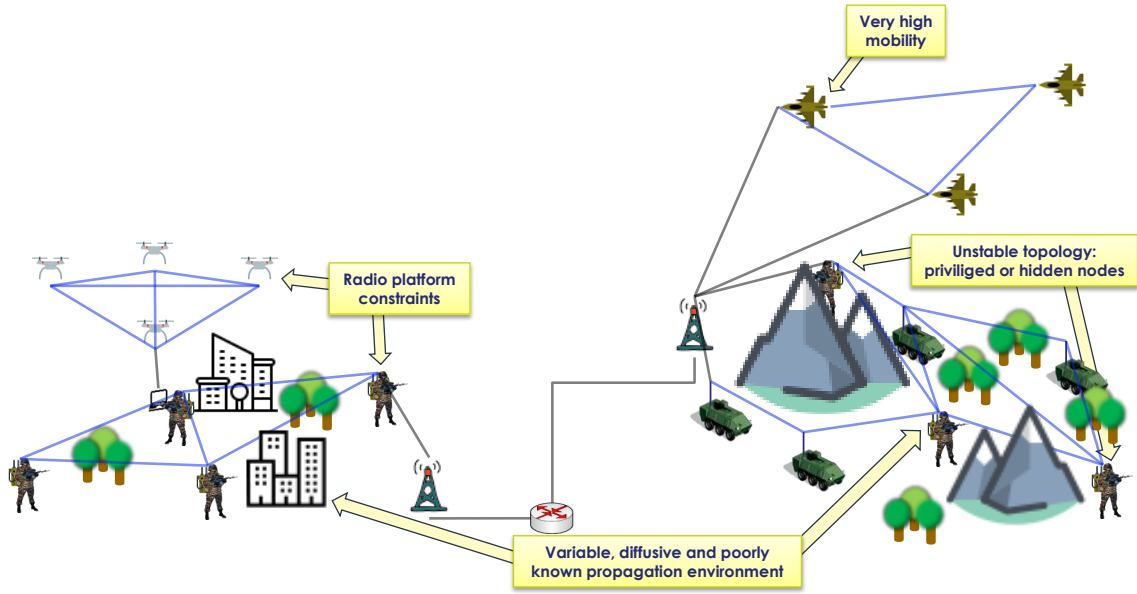 Very high
mobility
Unstable topology:
priviliged or hidden nodes
Radio platform
constraints
Variable, diffusive and poorly
known propagation environment